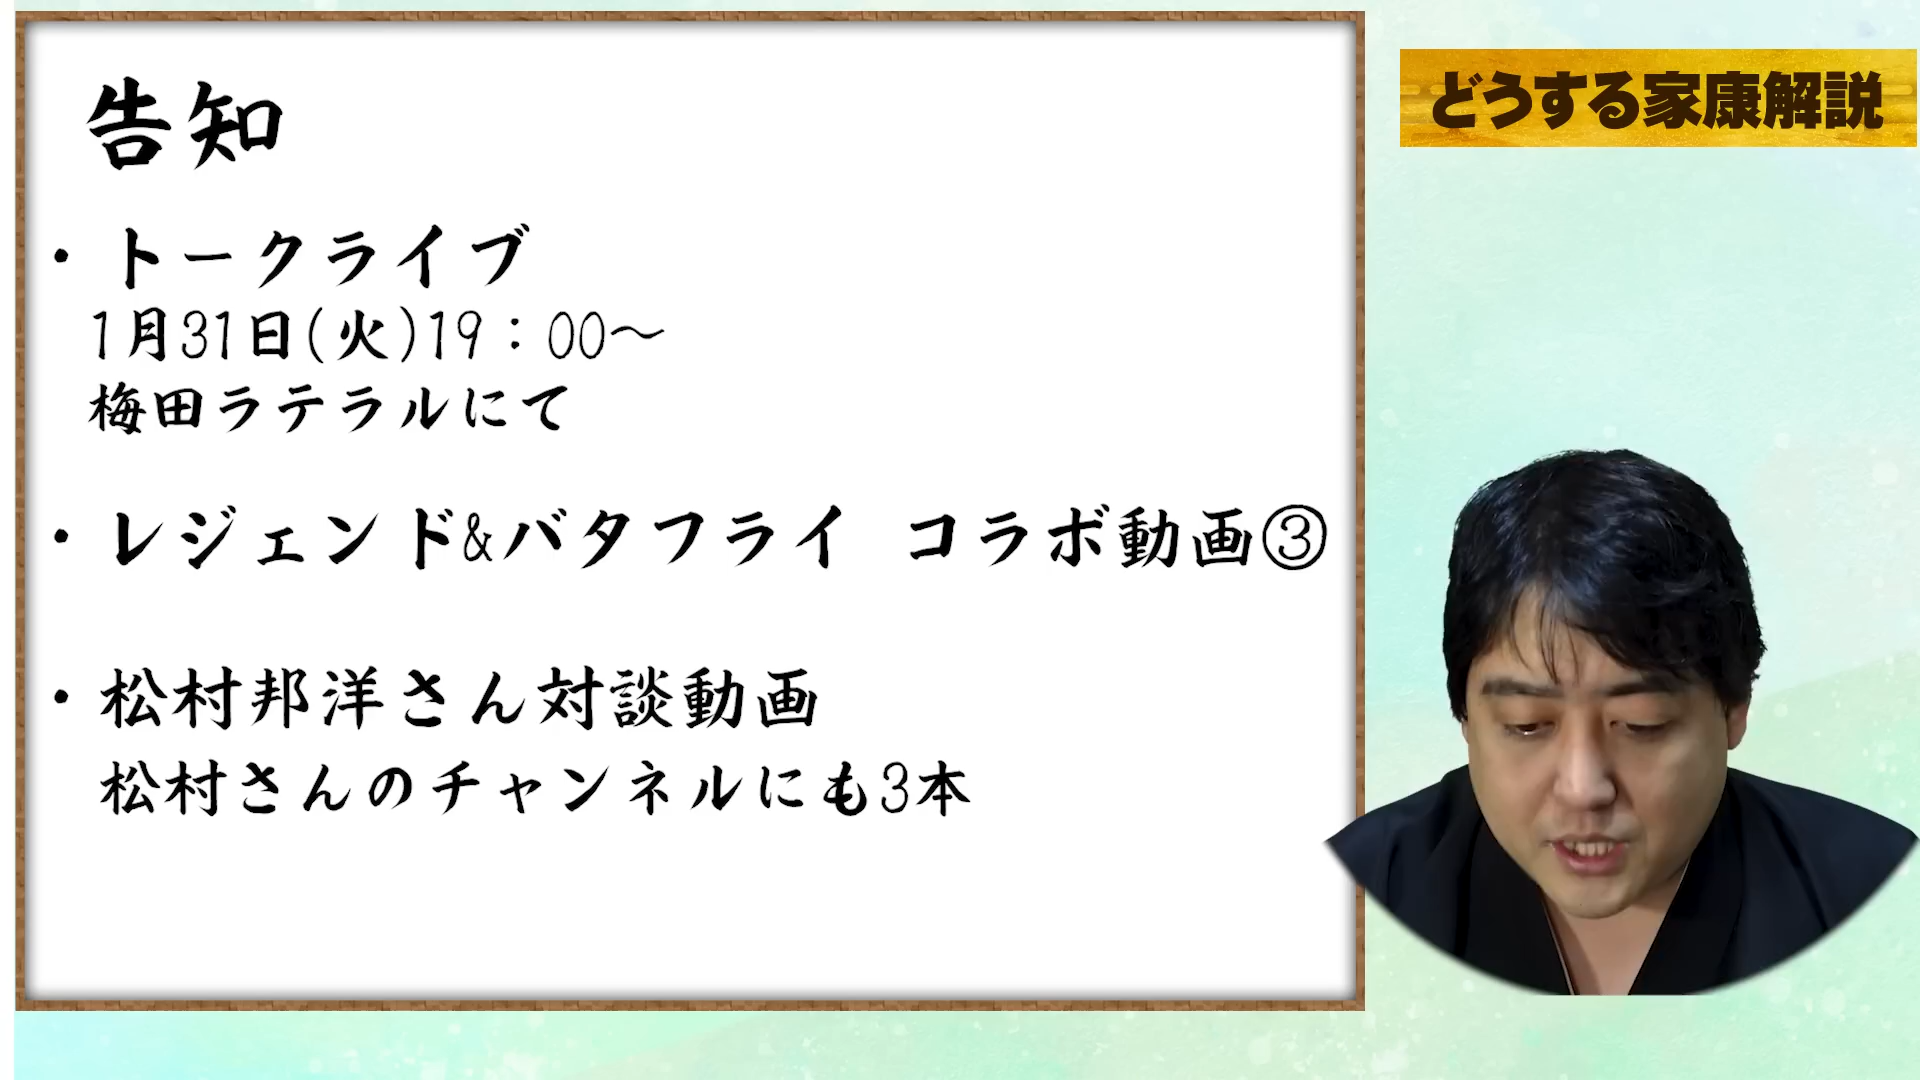 告知
・トークライブ
1月31日(火)19：00～
梅田ラテラルにて
・レジェンド&バタフライ コラボ動画③
・松村邦洋さん対談動画
松村さんのチャンネルにも3本
どうする家康解説